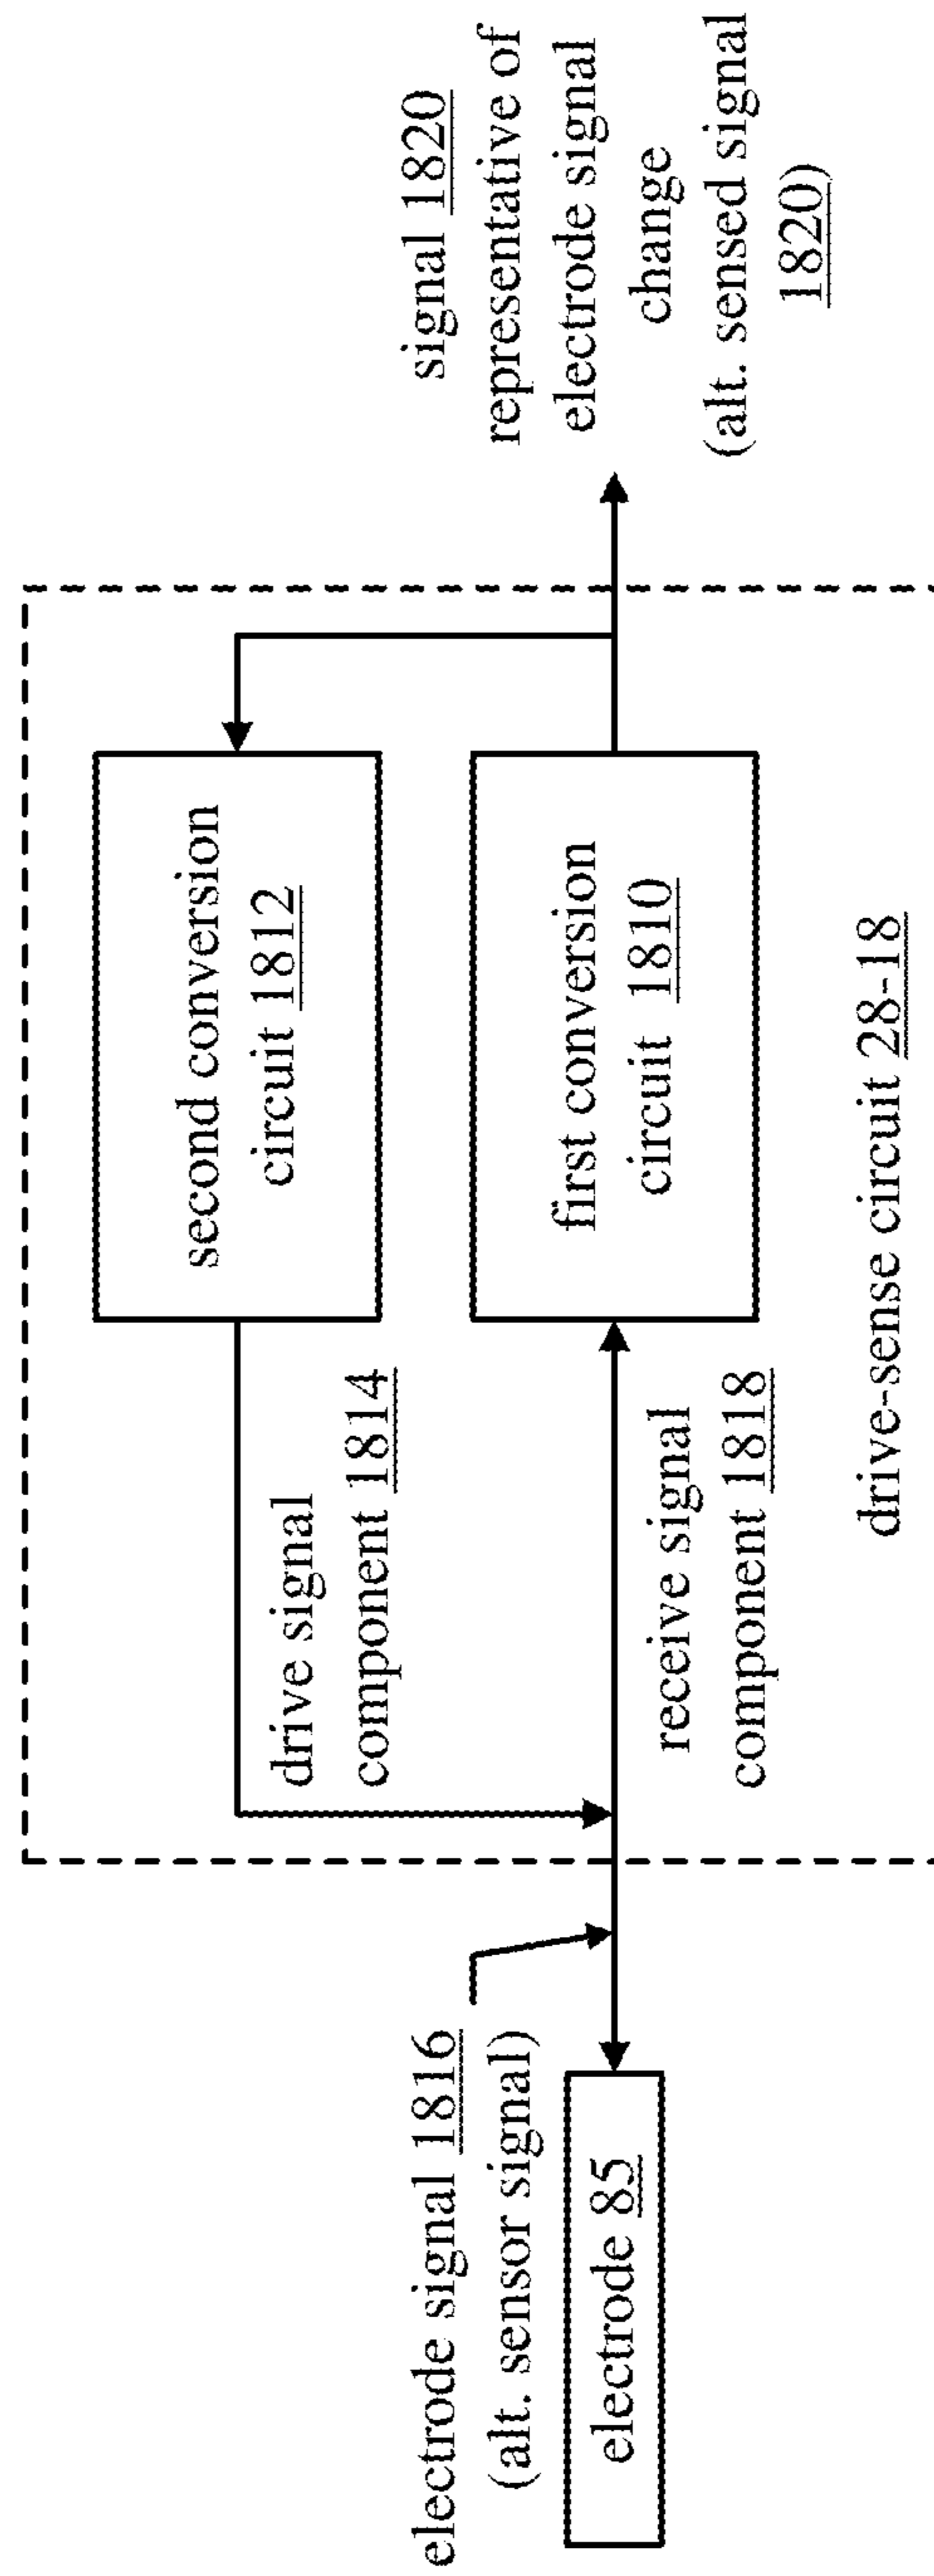 electrode signal 1816
(alt. sensor signal)
electrode 85
drive signal
component 1814
receive signal
component 1818
second conversion
circuit 1812
first conversion
circuit 1810
drive-sense circuit 28-18
signal 1820
representative of
electrode signal
change
(alt. sensed signal
1820)